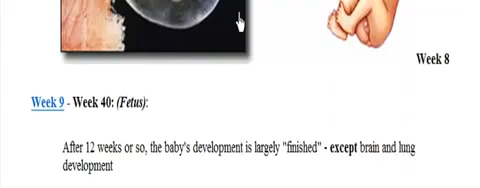 Week 8
Week 9 - Week 40: (Fetus):
After 12 weeks or so, the baby's development is largely "finished" - except brain and lung
development